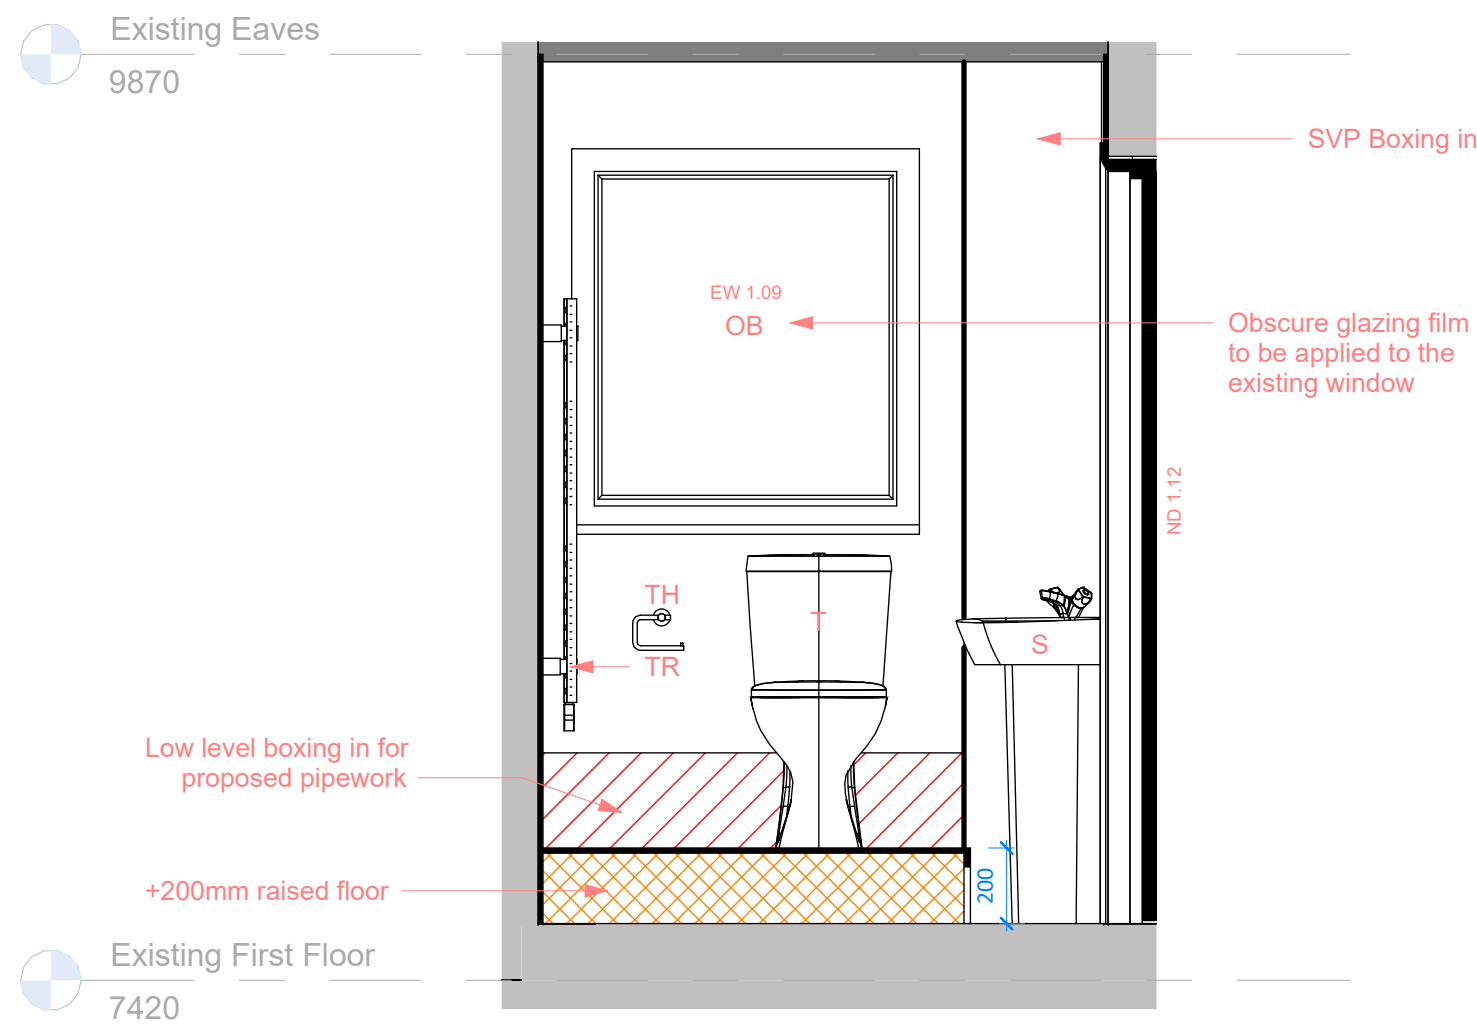 Existing Eaves
9870
SVP Boxing in
EW 1.09
OB
Obscure glazing film
to be applied to the
existing window
ND 1.12
TH
T
S
TR
Low level boxing in for
proposed pipework
+200mm raised floor
200
Existing First Floor
7420